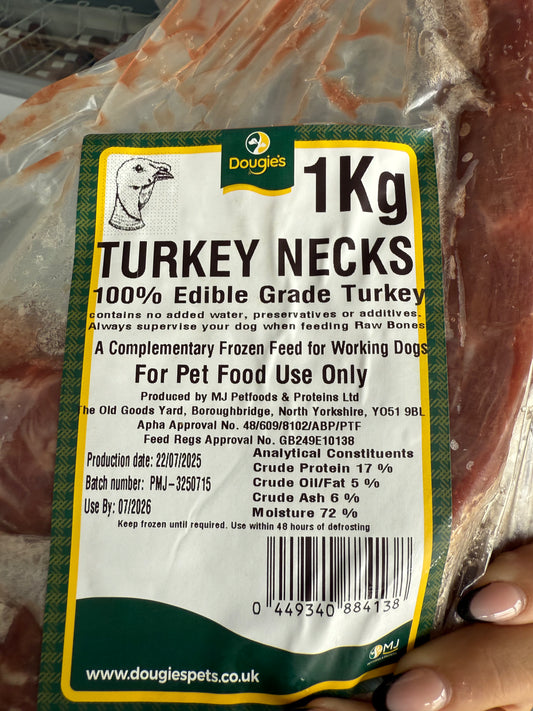 Dougie's
1Kg
TURKEY NECKS
100% Edible Grade Turkey
contains no added water, preservatives or additives.
Always supervise your dog when feeding Raw Bones
A Complementary Frozen Feed for Working Dogs
For Pet Food Use Only
Produced by MJ Petfoods & Proteins Ltd
The Old Goods Yard, Boroughbridge, North Yorkshire, YO51 9BL
Apha Approval No. 48/609/8102/ABP/PTF
Feed Regs Approval No. GB249E10138
Production date: 22/07/2025
Batch number: PMJ-3250715
Use By: 07/2026
Analytical Constituents
Crude Protein 17 %
Crude Oil/Fat 5 %
Crude Ash 6 %
Moisture 72 %
Keep frozen until required. Use within 48 hours of defrosting
0 449340 884138
MJ
www.dougiespets.co.uk